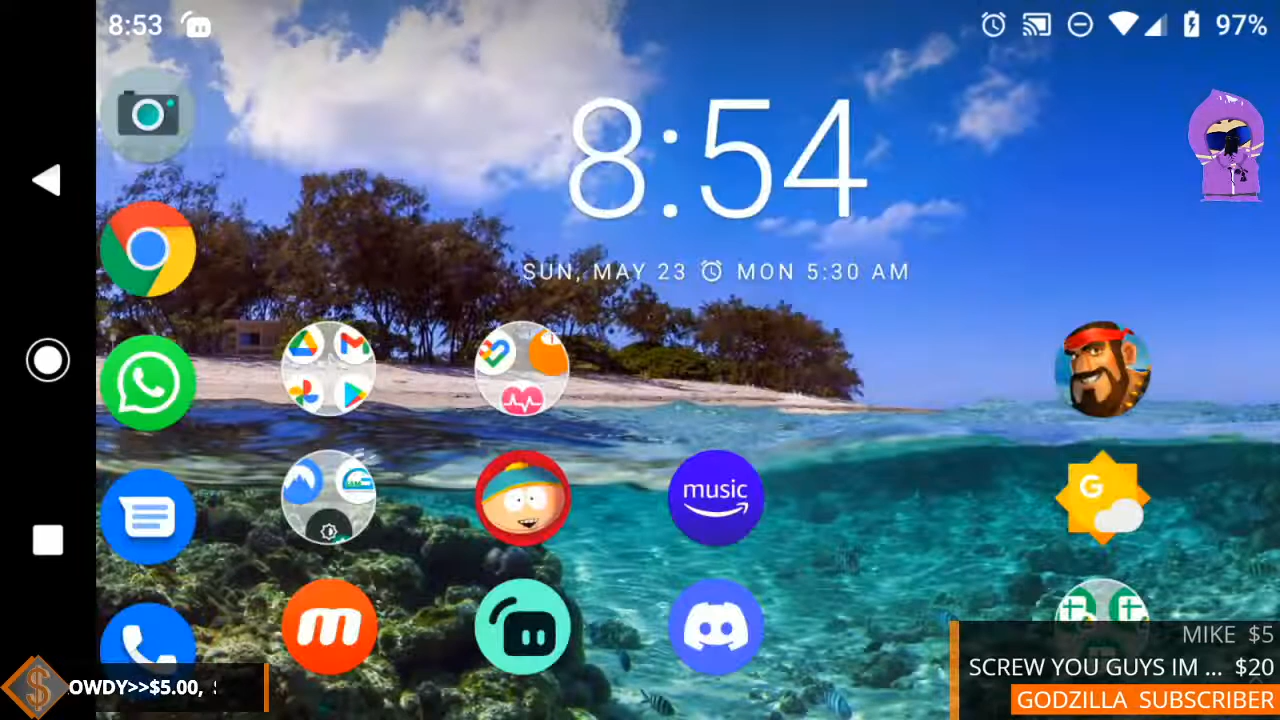 8:53
97%
8:54
SUN, MAY 23 MON 5:30 AM
G
music
m
MIKE $5
SCREW YOU GUYS IM ... $20
GODZILLA SUBSCRIBER
$
OWDY>>$5.00,